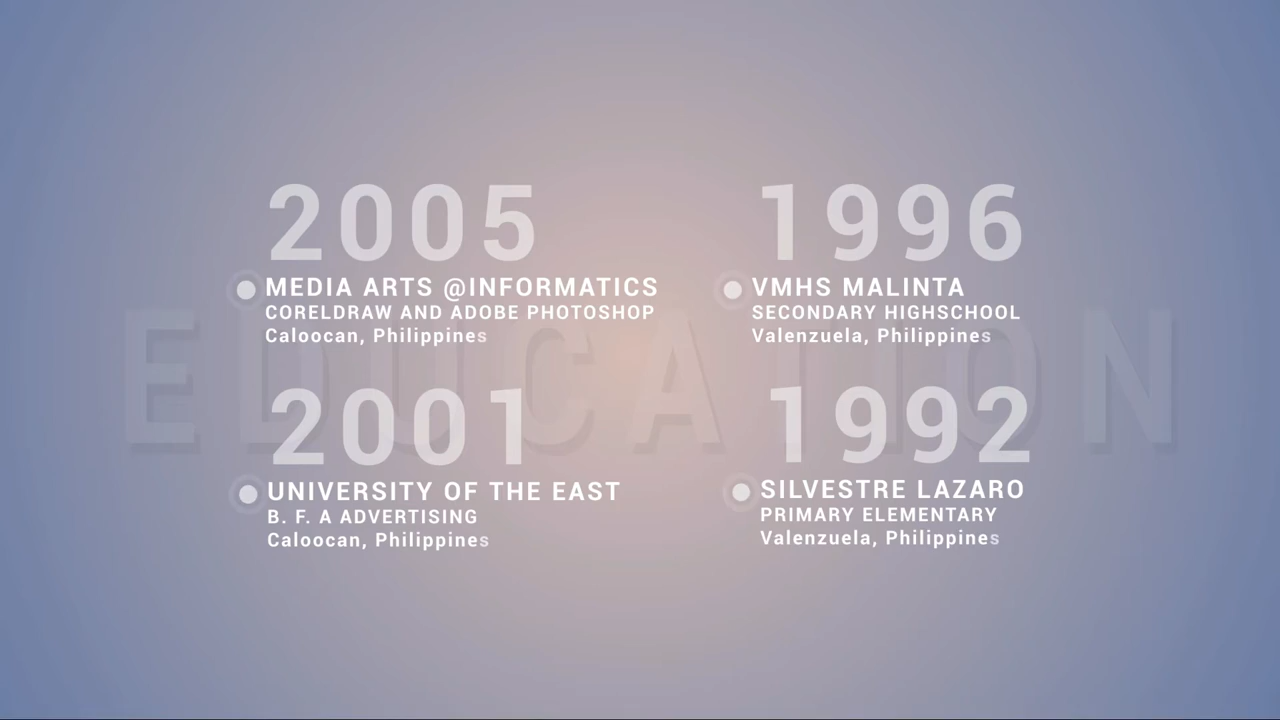 EDUCATION
2005
MEDIA ARTS @INFORMATICS
CORELDRAW AND ADOBE PHOTOSHOP
Caloocan, Philippines
2001
UNIVERSITY OF THE EAST
B. F. A ADVERTISING
Caloocan, Philippines
1996
VMHS MALINTA
SECONDARY HIGHSCHOOL
Valenzuela, Philippines
1992
SILVESTRE LAZARO
PRIMARY ELEMENTARY
Valenzuela, Philippines